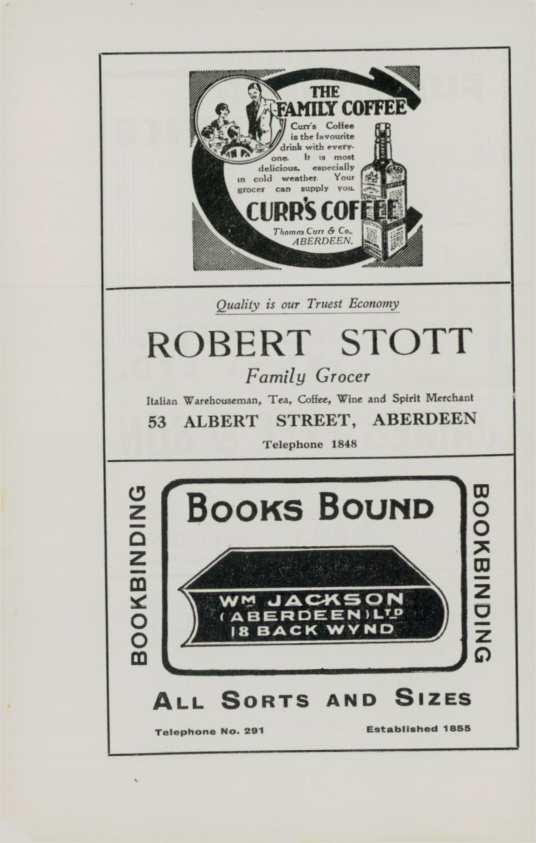 THE
FAMILY COFFEE
Curr's Coffee
is the favourite
drink with every-
one. It is most
delicious, especially
in cold weather. Your
grocer can supply you.
CURR'S COFFEE
Thomas Curr & Co.,
ABERDEEN.
Quality is our Truest Economy
ROBERT STOTT
Family Grocer
Italian Warehouseman, Tea, Coffee, Wine and Spirit Merchant
53 ALBERT STREET, ABERDEEN
Telephone 1848
BOOKBINDING
BOOKS BOUND
WM JACKSON
(ABERDEEN) LTD
18 BACK WYND
BOOKBINDING
ALL SORTS AND SIZES
Telephone No. 291
Established 1855